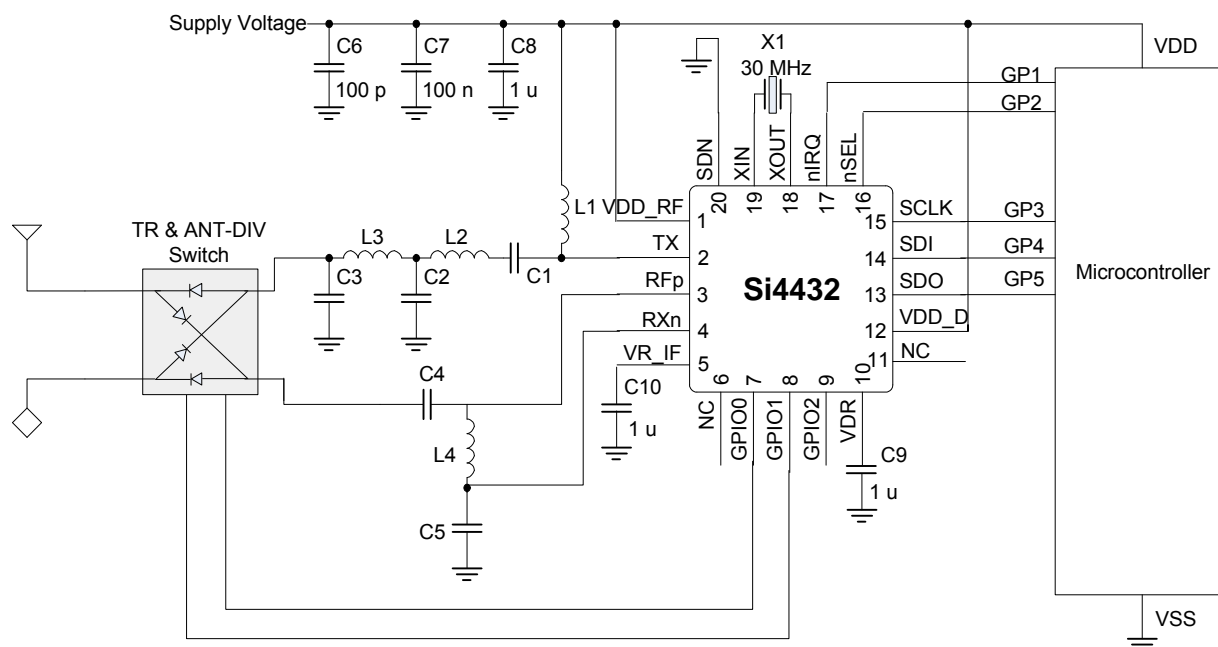 Supply Voltage
C6
100 p
C7
100 n
C8
1 u
X1
30 MHz
VDD
GP1
GP2
SDN
XIN
XOUT
nIRQ
nSEL
20
19
18
17
16
L1
VDD_RF
1
15
SCLK
GP3
TR & ANT-DIV
Switch
L3
L2
TX
2
14
SDI
GP4
C3
C2
C1
RFp
3
Si4432
13
SDO
GP5
Microcontroller
RXn
4
12
VDD_D
VR_IF
5
11
NC
C4
C10
1 u
6
7
8
9
10
NC
GPIO0
GPIO1
GPIO2
VDR
L4
C9
1 u
C5
VSS